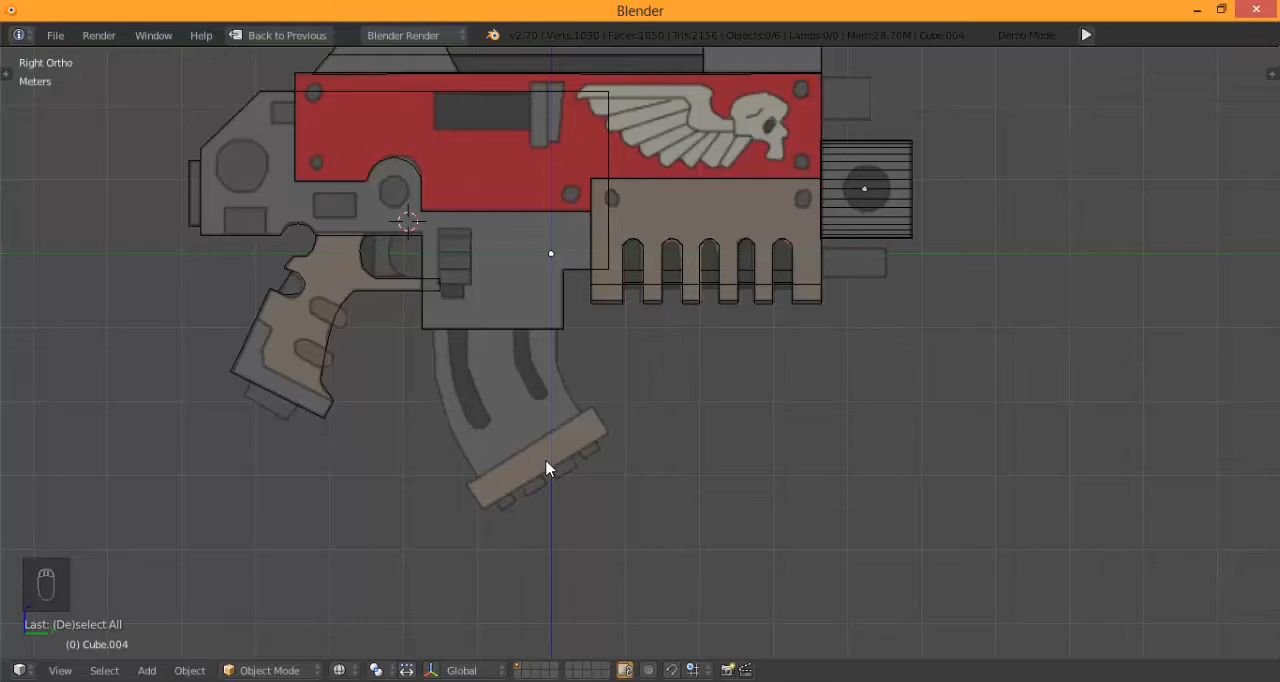 Blender
File Render Window Help Back to Previous Blender Render v2.70 | Verts:1090 | Faces:1050 | Tris:2156 | Objects:0/6 | Lamps:0/0 | Mem:28.70M | Cube.004 Demo Mode:
Right Ortho
Meters
Last: (De)select All
(0) Cube.004
View Select Add Object Object Mode Global